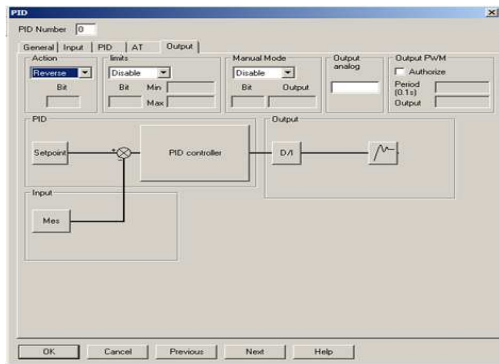 PID
PID Number 0
General Input PID AT Output
Action
Reverse
Bit
limits
Disable
Bit Min
Max
Manual Mode
Disable
Bit Output
Output analog
Output PWM
Authorize
Period (0.1s)
Output
PID
Setpoint
+
-
PID controller
Output
D/I
Input
Mes
OK Cancel Previous Next Help